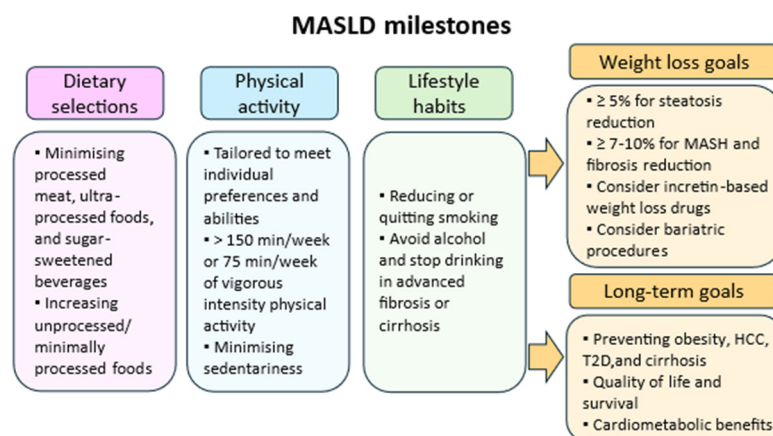 MASLD milestones
Dietary
selections
▪ Minimising
processed
meat, ultra-
processed foods,
and sugar-
sweetened
beverages
▪ Increasing
unprocessed/
minimally
processed foods
Physical
activity
▪ Tailored to meet
individual
preferences and
abilities
▪ > 150 min/week
or 75 min/week
of vigorous
intensity physical
activity
▪ Minimising
sedentariness
Lifestyle
habits
▪ Reducing or
quitting smoking
▪ Avoid alcohol
and stop drinking
in advanced
fibrosis or
cirrhosis
Weight loss goals
▪ ≥ 5% for steatosis
reduction
▪ ≥ 7-10% for MASH and
fibrosis reduction
▪ Consider incretin-based
weight loss drugs
▪ Consider bariatric
procedures
Long-term goals
▪ Preventing obesity, HCC,
T2D,and cirrhosis
▪ Quality of life and
survival
▪ Cardiometabolic benefits